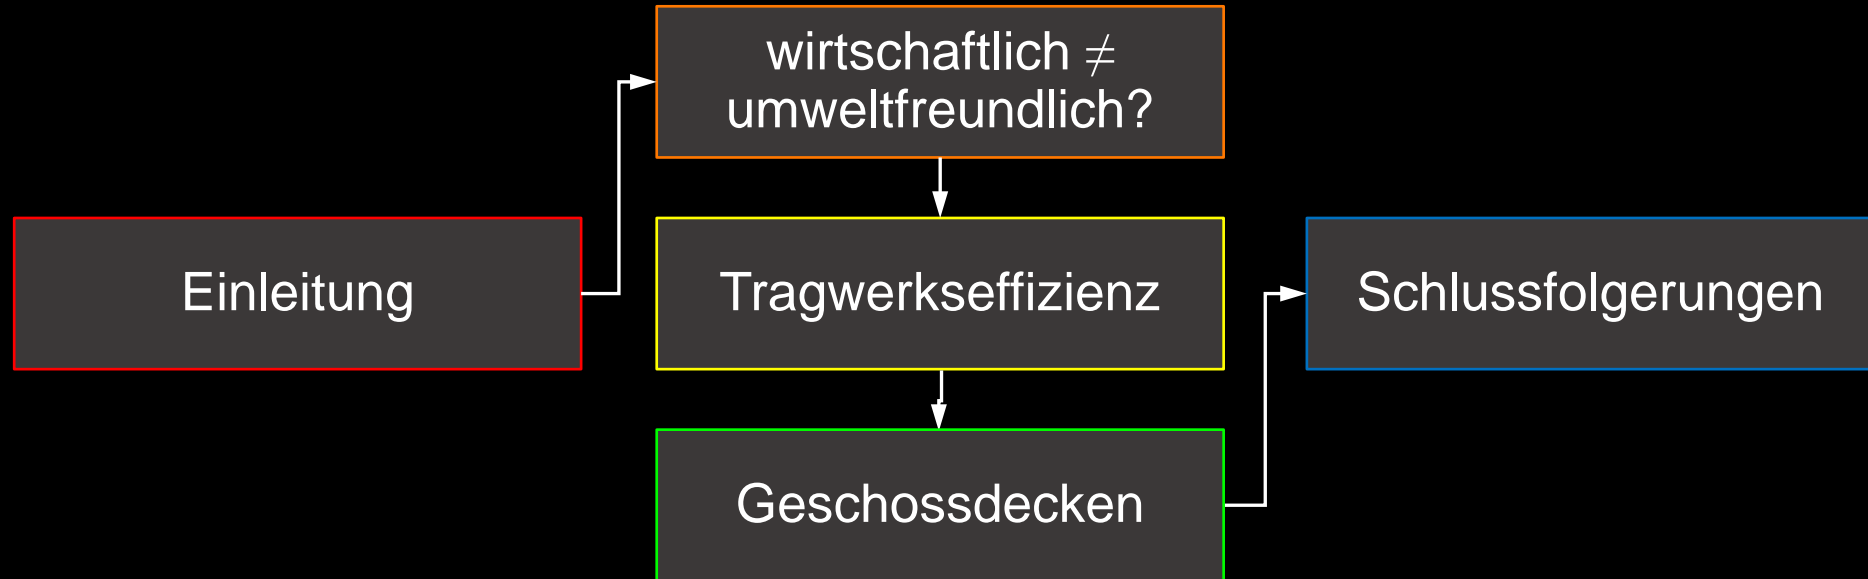 Einleitung
wirtschaftlich ≠
umweltfreundlich?
Tragwerkseffizienz
Geschossdecken
Schlussfolgerungen